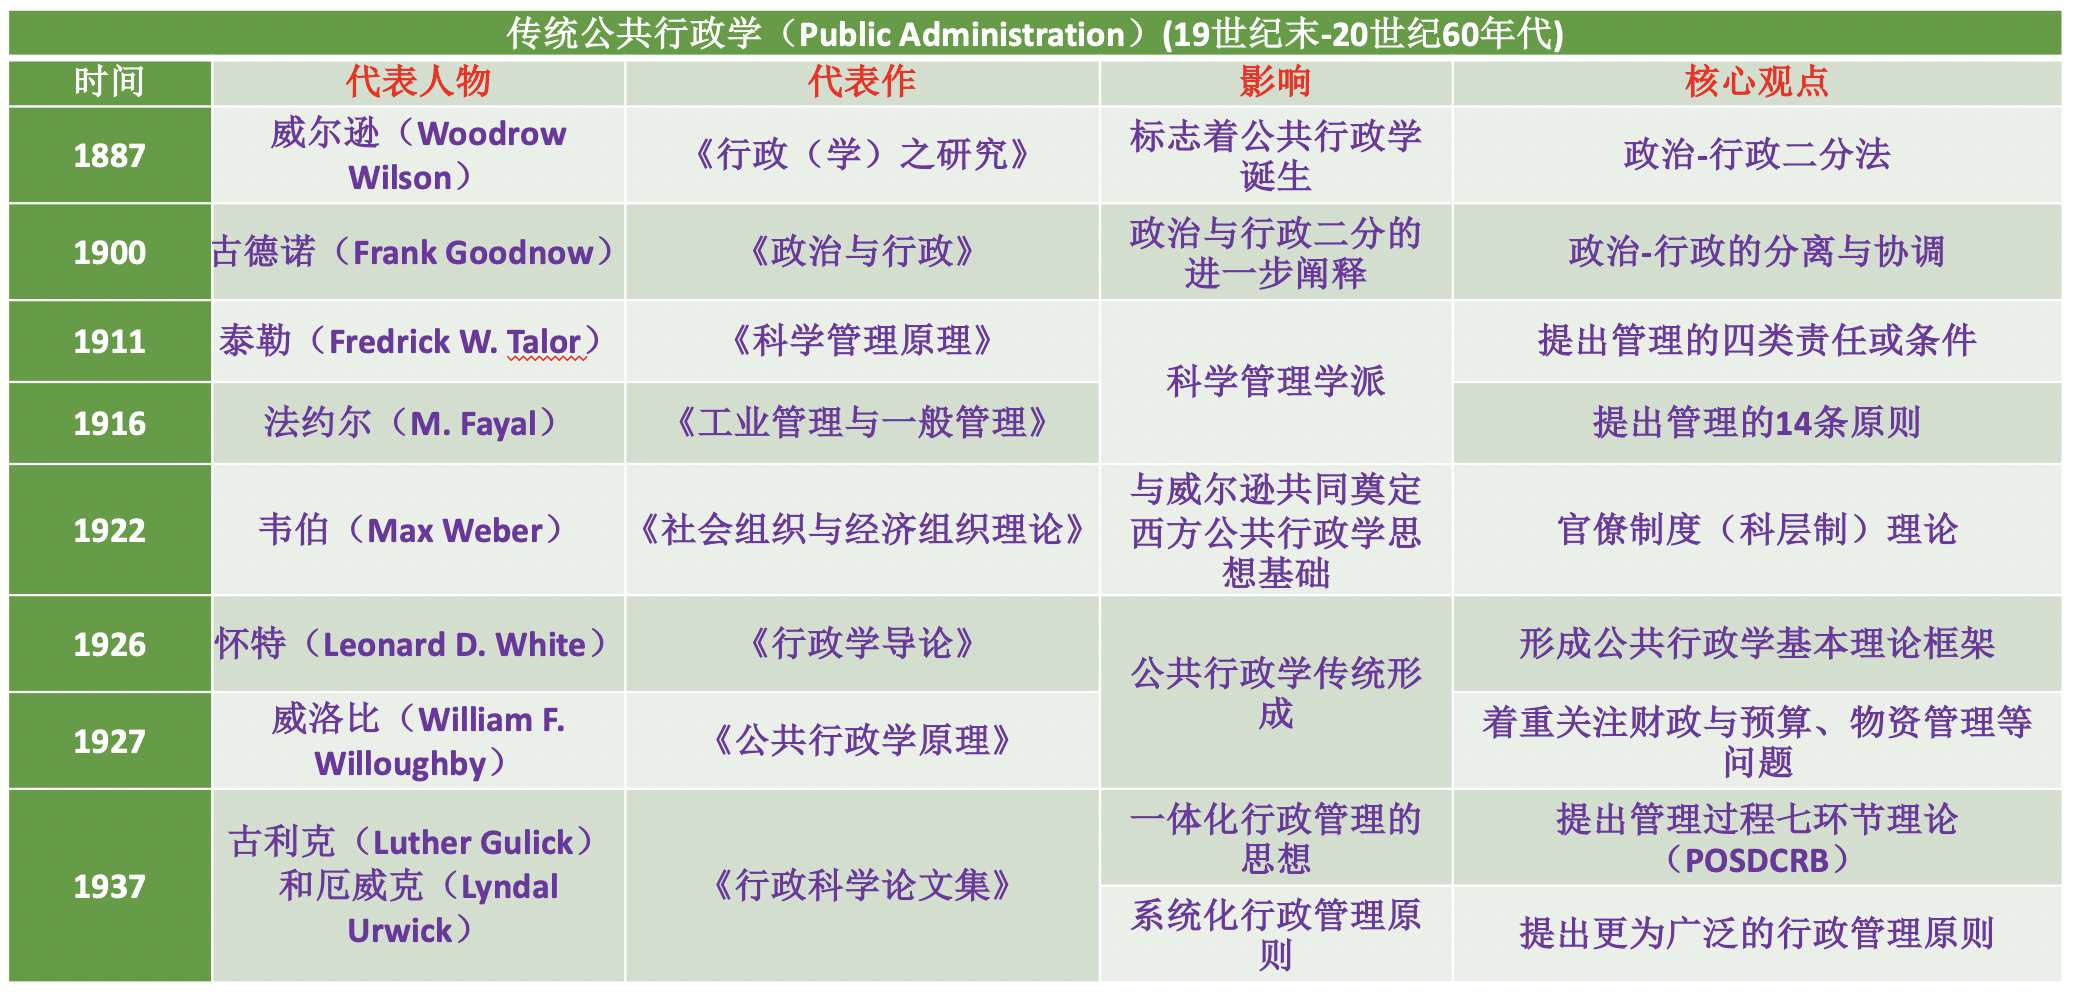 传统公共行政学（Public Administration）(19世纪末-20世纪60年代)
时间
代表人物
代表作
影响
核心观点
1887
威尔逊（Woodrow
Wilson）
《行政（学）之研究》
标志着公共行政学
诞生
政治-行政二分法
1900
古德诺（Frank Goodnow）
《政治与行政》
政治与行政二分的
进一步阐释
政治-行政的分离与协调
1911
泰勒（Fredrick W. Talor）
《科学管理原理》
科学管理学派
提出管理的四类责任或条件
1916
法约尔（M. Fayal）
《工业管理与一般管理》
提出管理的14条原则
1922
韦伯（Max Weber）
《社会组织与经济组织理论》
与威尔逊共同奠定
西方公共行政学思
想基础
官僚制度（科层制）理论
1926
怀特（Leonard D. White）
《行政学导论》
公共行政学传统形
成
形成公共行政学基本理论框架
1927
威洛比（William F.
Willoughby）
《公共行政学原理》
着重关注财政与预算、物资管理等
问题
1937
古利克（Luther Gulick）
和厄威克（Lyndal
Urwick）
《行政科学论文集》
一体化行政管理的
思想
提出管理过程七环节理论
（POSDCRB）
系统化行政管理原
则
提出更为广泛的行政管理原则